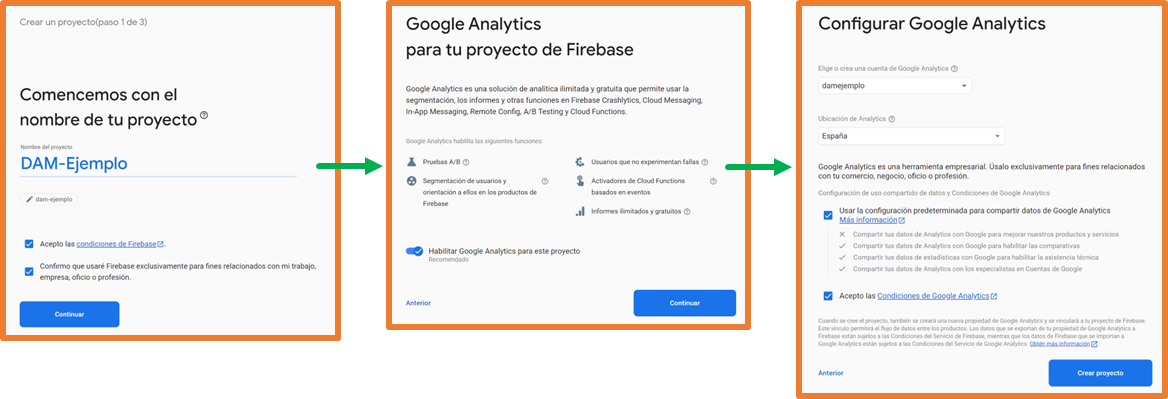 Crear un proyecto(paso 1 de 3)
Comencemos con el
nombre de tu proyecto
Nombre del proyecto
DAM-Ejemplo
dam-ejemplo
Acepto las condiciones de Firebase.
Confirmo que usaré Firebase exclusivamente para fines relacionados con mi trabajo,
empresa, oficio o profesión.
Continuar
Google Analytics
para tu proyecto de Firebase
Google Analytics es una solución de analítica ilimitada y gratuita que permite usar la
segmentación, los informes y otras funciones en Firebase Crashlytics, Cloud Messaging,
In-App Messaging, Remote Config, A/B Testing y Cloud Functions.
Google Analytics habilita las siguientes funciones:
Pruebas A/B
Segmentación de usuarios y
orientación a ellos en los productos de
Firebase
Usuarios que no experimentan fallas
Activadores de Cloud Functions
basados en eventos
Informes ilimitados y gratuitos
Habilitar Google Analytics para este proyecto
Recomendado
Anterior
Continuar
Configurar Google Analytics
Elige o crea una cuenta de Google Analytics
damejemplo
Ubicación de Analytics
España
Google Analytics es una herramienta empresarial. Úsalo exclusivamente para fines relacionados
con tu comercio, negocio, oficio o profesión.
Configuración de uso compartido de datos y Condiciones de Google Analytics
Usar la configuración predeterminada para compartir datos de Google Analytics
Más información
Compartir tus datos de Analytics con Google para mejorar nuestros productos y servicios
Compartir tus datos de Analytics con Google para habilitar las comparativas
Compartir tus datos de estadísticas con Google para habilitar la asistencia técnica
Compartir tus datos de Analytics con los especialistas en Cuentas de Google
Acepto las Condiciones de Google Analytics
Cuando se cree el proyecto, también se creará una nueva propiedad de Google Analytics y se vinculará a tu proyecto de Firebase.
Este vínculo permitirá el flujo de datos entre los productos. Los datos que se exportan de tu propiedad de Google Analytics a
Firebase están sujetos a las Condiciones del Servicio de Firebase, mientras que los datos de Firebase que se importan a
Google Analytics están sujetos a las Condiciones del Servicio de Google Analytics. Obtén más información
Anterior
Crear proyecto